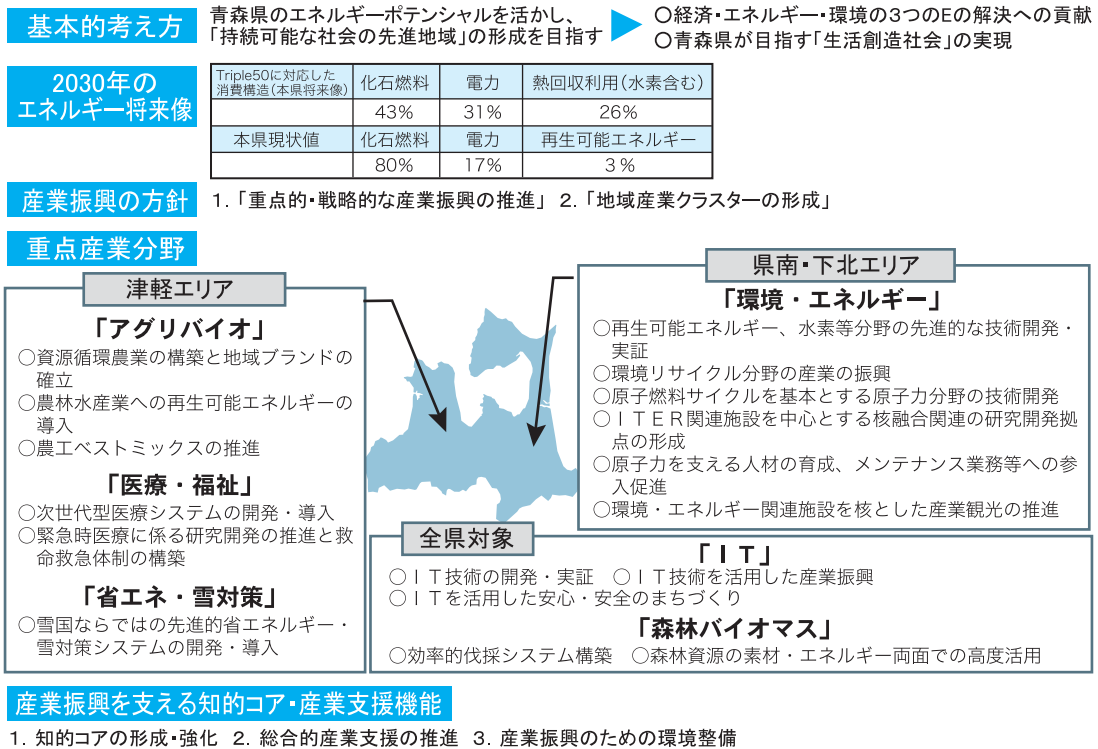 基本的考え方
青森県のエネルギーポテンシャルを活かし、
「持続可能な社会の先進地域」の形成を目指す
○経済・エネルギー・環境の3つのEの解決への貢献
○青森県が目指す「生活創造社会」の実現
2030年の
エネルギー将来像
Triple50に対応した
消費構造(本県将来像)
化石燃料 電力 熱回収利用(水素含む)
43% 31% 26%
本県現状値 化石燃料 電力 再生可能エネルギー
80% 17% 3%
産業振興の方針
1.「重点的・戦略的な産業振興の推進」 2.「地域産業クラスターの形成」
重点産業分野
津軽エリア
「アグリバイオ」
○資源循環農業の構築と地域ブランドの
確立
○農林水産業への再生可能エネルギーの
導入
○農工ベストミックスの推進
「医療・福祉」
○次世代型医療システムの開発・導入
○緊急時医療に係る研究開発の推進と救
命救急体制の構築
「省エネ・雪対策」
○雪国ならではの先進的省エネルギー・
雪対策システムの開発・導入
県南・下北エリア
「環境・エネルギー」
○再生可能エネルギー、水素等分野の先進的な技術開発・
実証
○環境リサイクル分野の産業の振興
○原子燃料サイクルを基本とする原子力分野の技術開発
○ITER関連施設を中心とする核融合関連の研究開発拠
点の形成
○原子力を支える人材の育成、メンテナンス業務等への参
入促進
○環境・エネルギー関連施設を核とした産業観光の推進
全県対象
「IT」
○IT技術の開発・実証 ○IT技術を活用した産業振興
○ITを活用した安心・安全のまちづくり
「森林バイオマス」
○効率的伐採システム構築 ○森林資源の素材・エネルギー両面での高度活用
産業振興を支える知的コア・産業支援機能
1. 知的コアの形成・強化 2. 総合的産業支援の推進 3. 産業振興のための環境整備